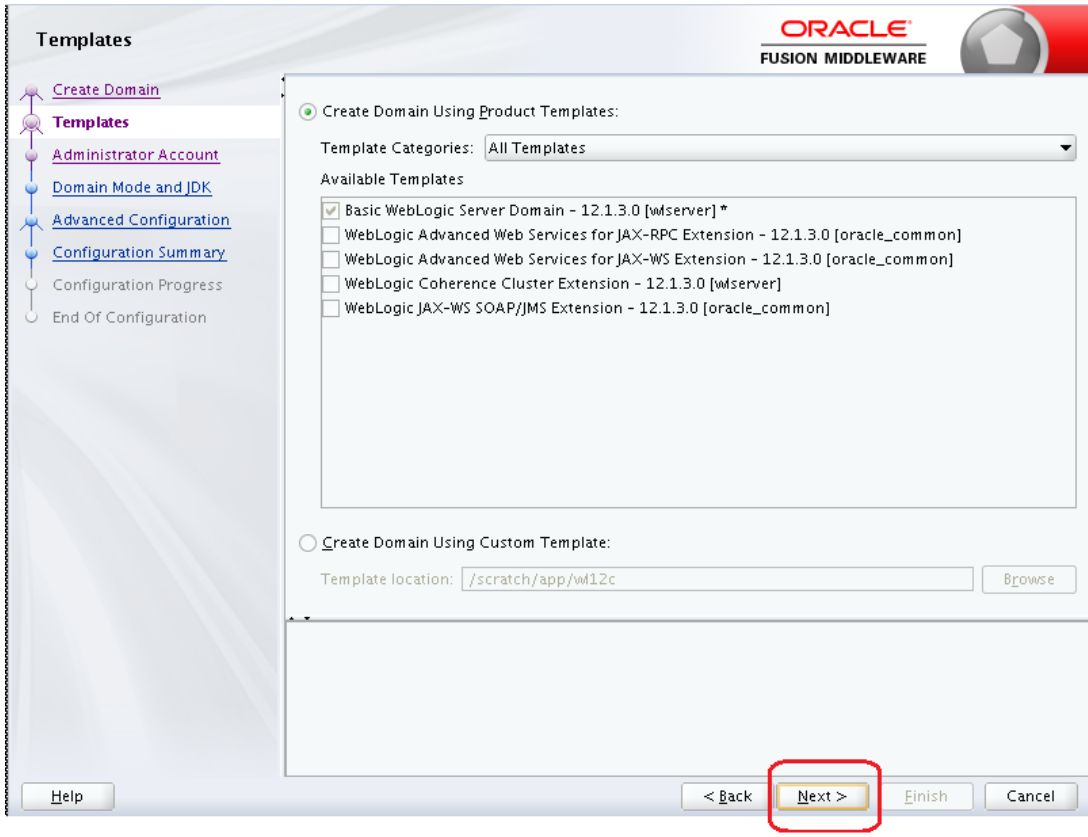 Templates
ORACLE
FUSION MIDDLEWARE
Create Domain
Templates
Administrator Account
Domain Mode and JDK
Advanced Configuration
Configuration Summary
Configuration Progress
End Of Configuration
Create Domain Using Product Templates:
Template Categories: All Templates
Available Templates
Basic WebLogic Server Domain - 12.1.3.0 [wlserver] *
WebLogic Advanced Web Services for JAX-RPC Extension - 12.1.3.0 [oracle_common]
WebLogic Advanced Web Services for JAX-WS Extension - 12.1.3.0 [oracle_common]
WebLogic Coherence Cluster Extension - 12.1.3.0 [wlserver]
WebLogic JAX-WS SOAP/JMS Extension - 12.1.3.0 [oracle_common]
Create Domain Using Custom Template:
Template location: /scratch/app/wl12c Browse
Help < Back Next > Finish Cancel